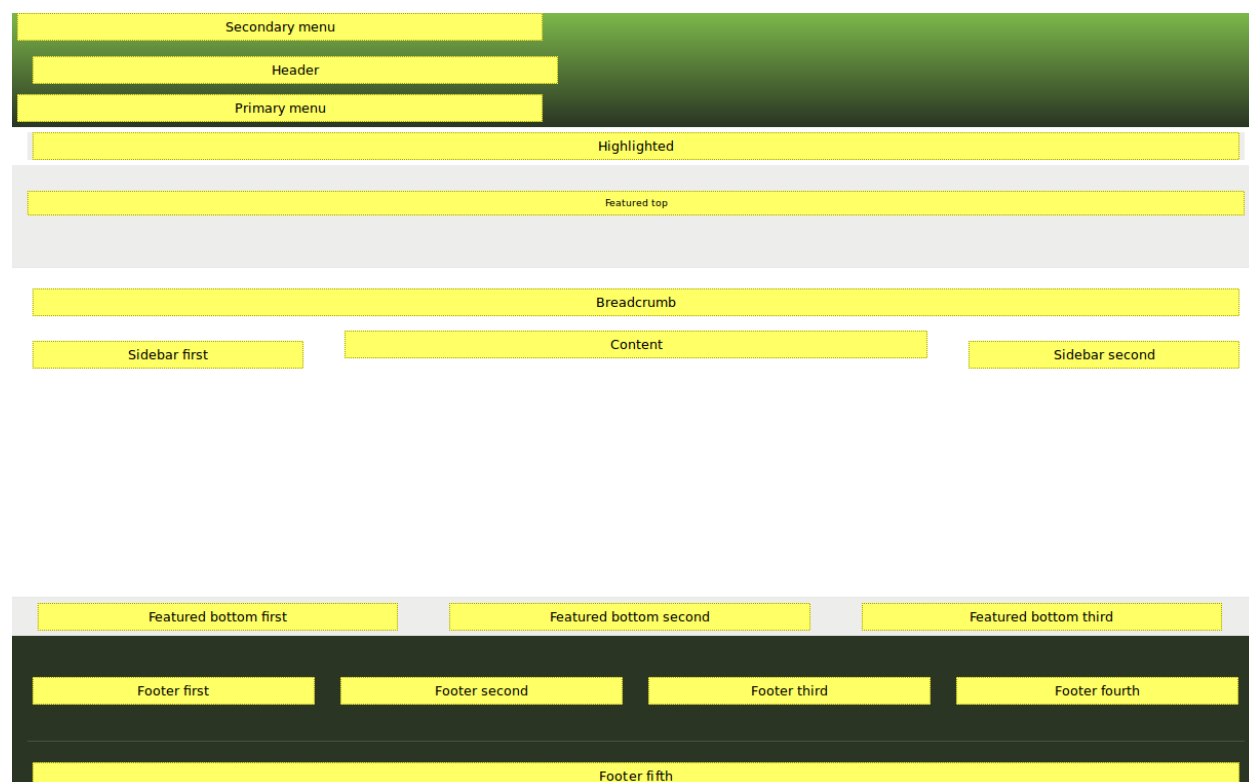 Secondary menu
Header
Primary menu
Highlighted
Featured top
Breadcrumb
Sidebar first
Content
Sidebar second
Featured bottom first
Featured bottom second
Featured bottom third
Footer first
Footer second
Footer third
Footer fourth
Footer fifth